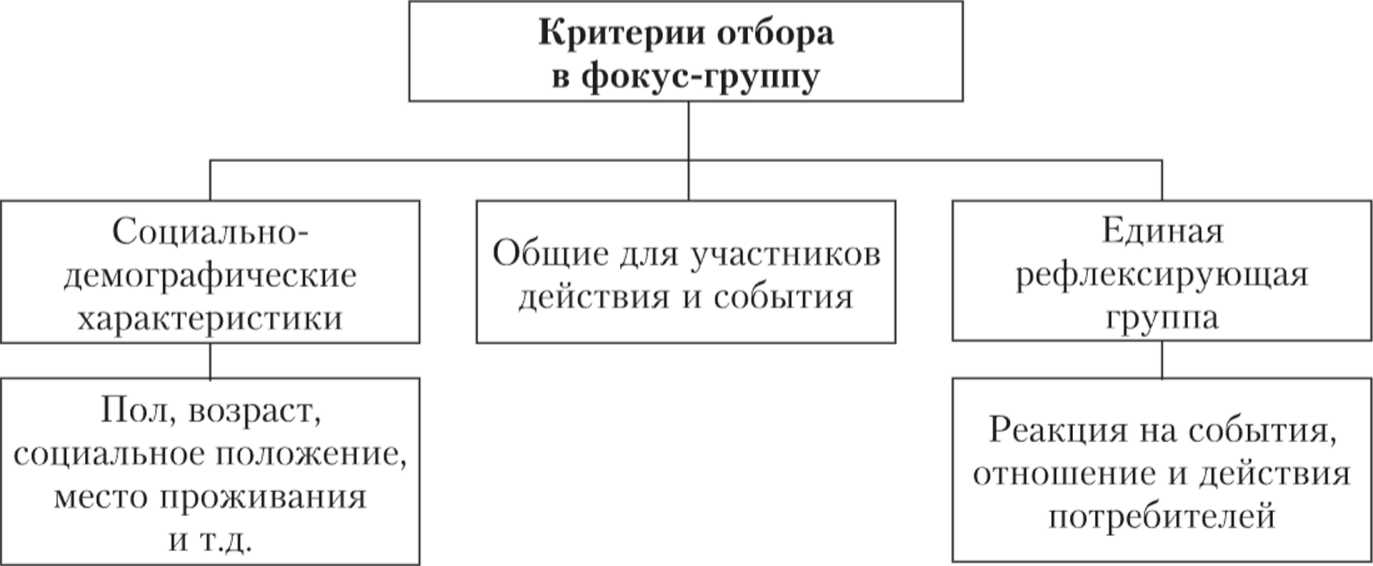 Критерии отбора
в фокус-группу
Социально-
демографические
характеристики
Общие для участников
действия и события
Единая
рефлексирующая
группа
Пол, возраст,
социальное положение,
место проживания
и т.д.
Реакция на события,
отношение и действия
потребителей